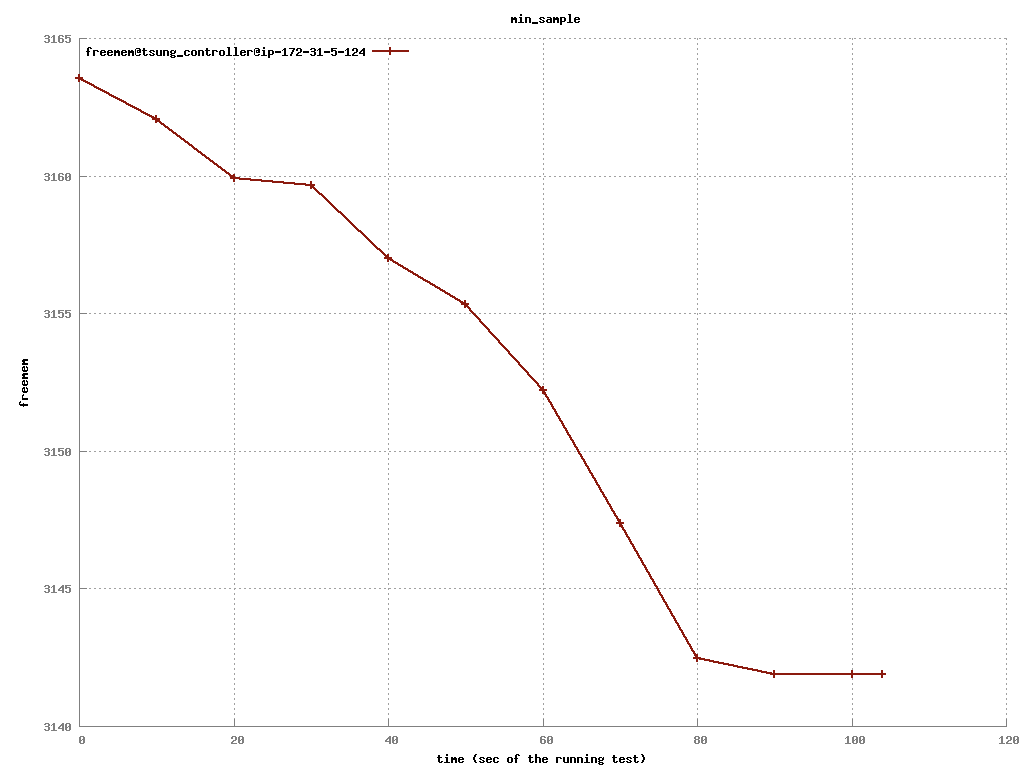 min_sample
freemem@tsung_controller@ip-172-31-5-124
3165
3160
3155
3150
3145
3140
freemem
0 20 40 60 80 100 120
time (sec of the running test)